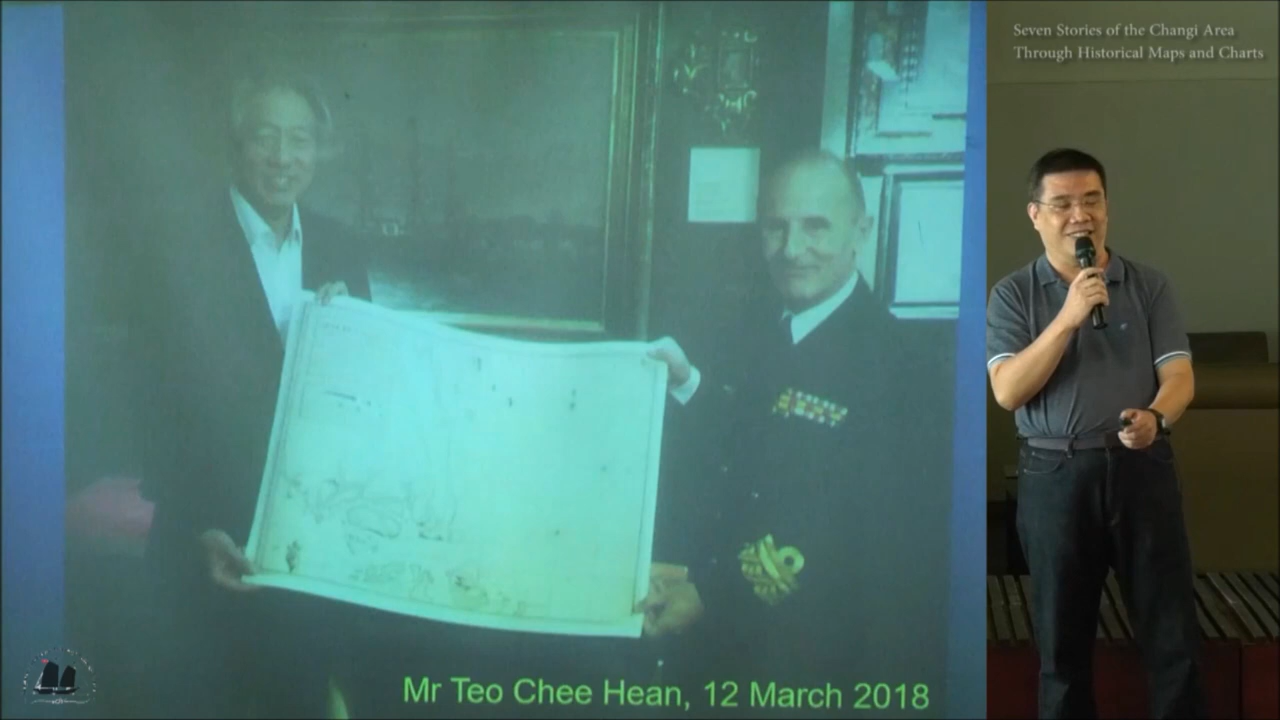 Seven Stories of the Changi Area
Through Historical Maps and Charts
Mr Teo Chee Hean, 12 March 2018